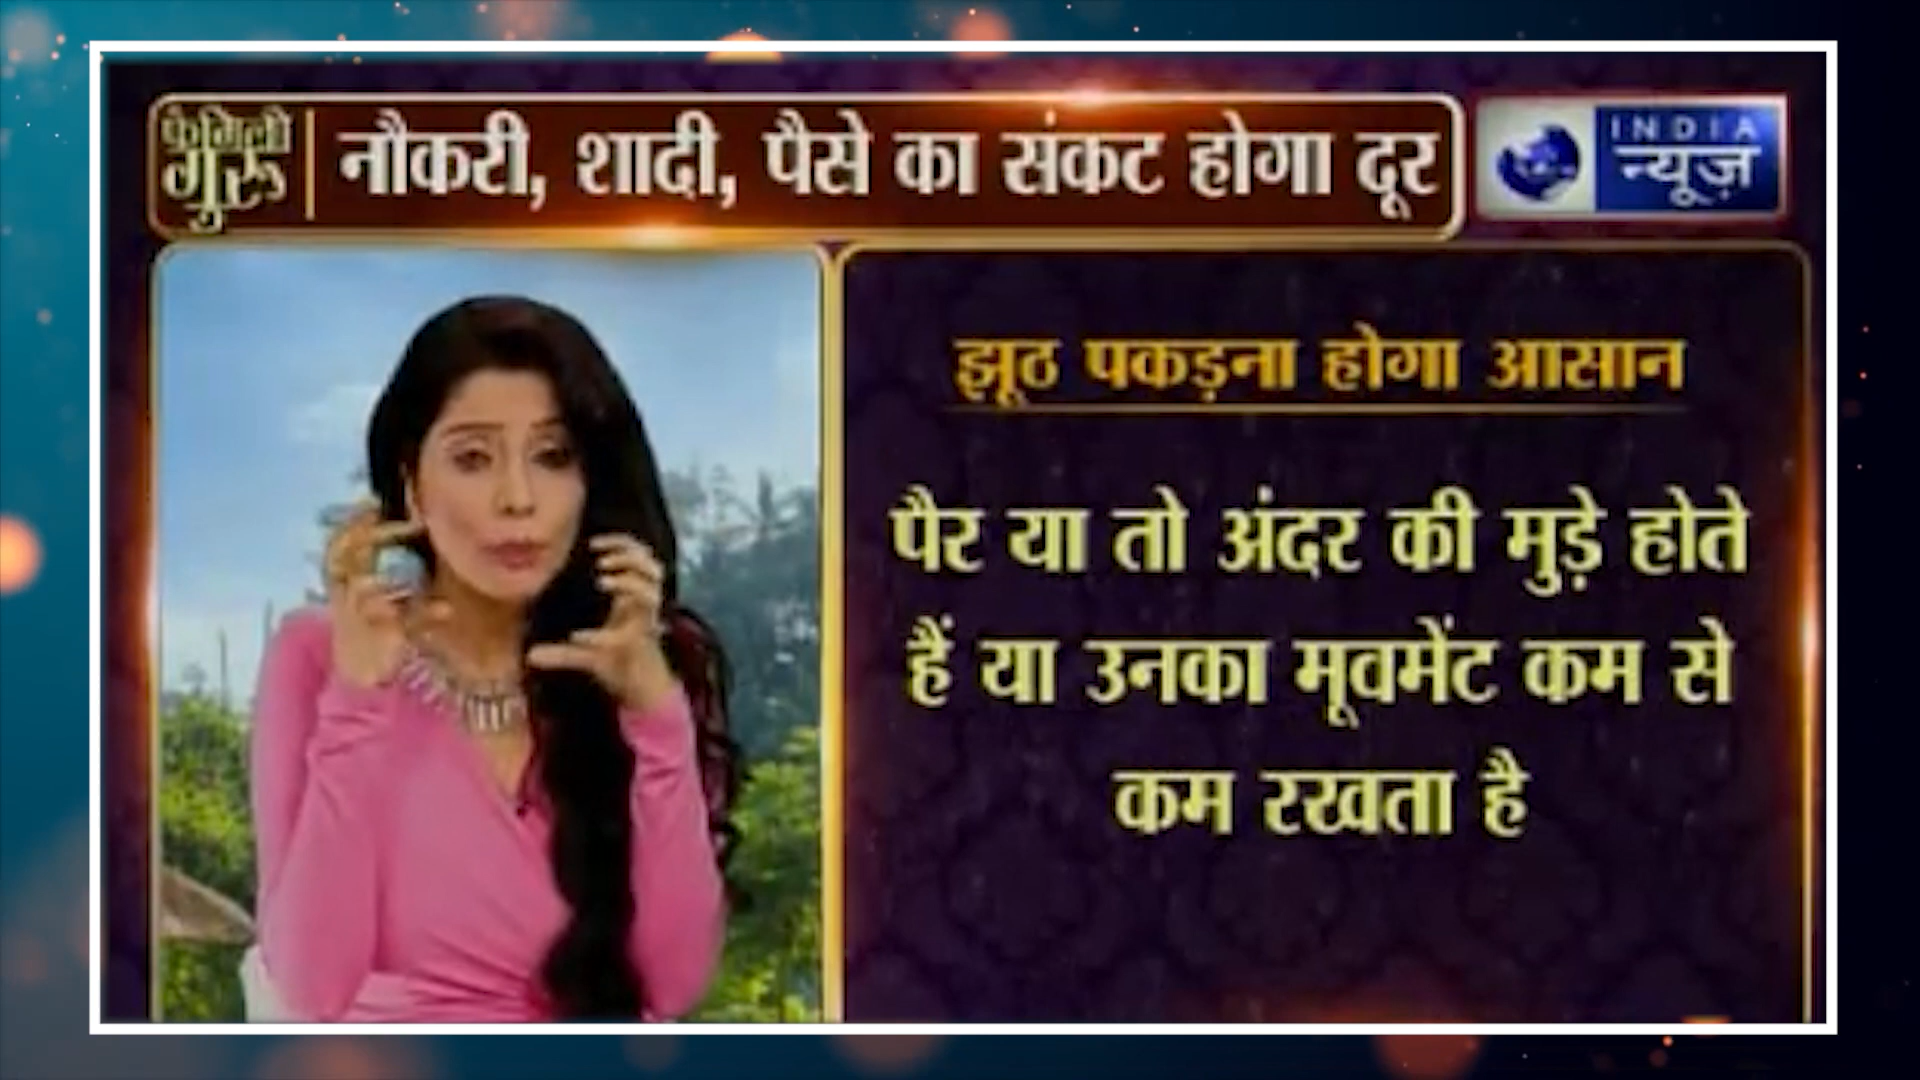 फैमिली
गुरु
नौकरी, शादी, पैसे का संकट होगा दूर
INDIA
न्यूज़
झूठ पकड़ना होगा आसान
पैर या तो अंदर की मुड़े होते
हैं या उनका मूवमेंट कम से
कम रखता है